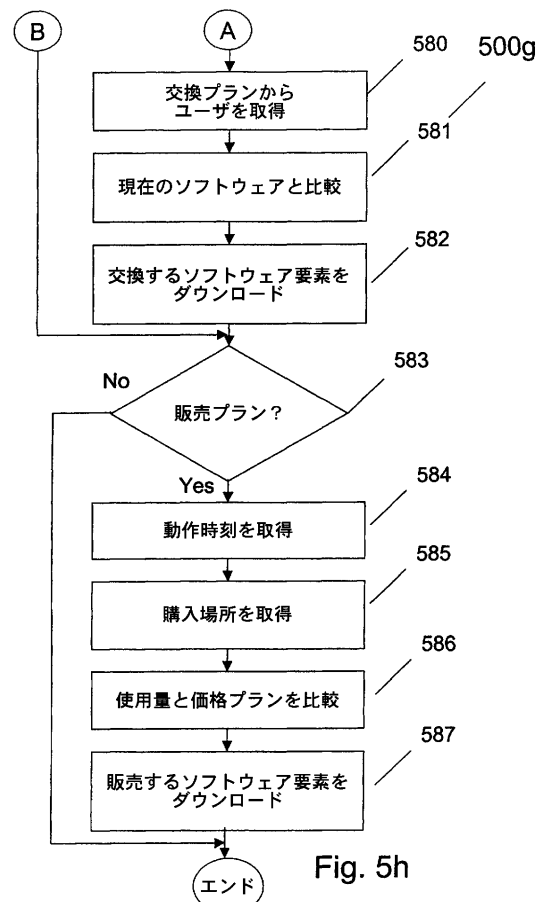 B
A
580
500g
交換プランから
ユーザを取得
581
現在のソフトウェアと比較
582
交換するソフトウェア要素を
ダウンロード
583
No
販売プラン？
Yes
584
動作時刻を取得
585
購入場所を取得
586
使用量と価格プランを比較
587
販売するソフトウェア要素を
ダウンロード
エンド
Fig. 5h